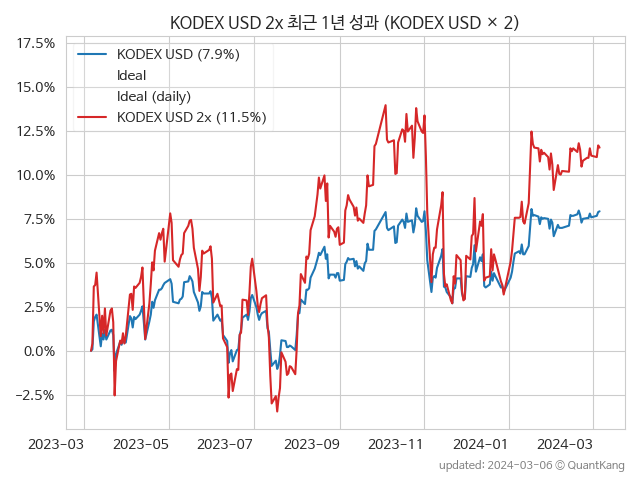 KODEX USD 2x 최근 1년 성과 (KODEX USD × 2)
17.5%
15.0%
12.5%
10.0%
7.5%
5.0%
2.5%
0.0%
−2.5%
KODEX USD (7.9%)
Ideal
Ideal (daily)
KODEX USD 2x (11.5%)
2023−03
2023−05
2023−07
2023−09
2023−11
2024−01
2024−03
updated: 2024-03-06 © QuantKang